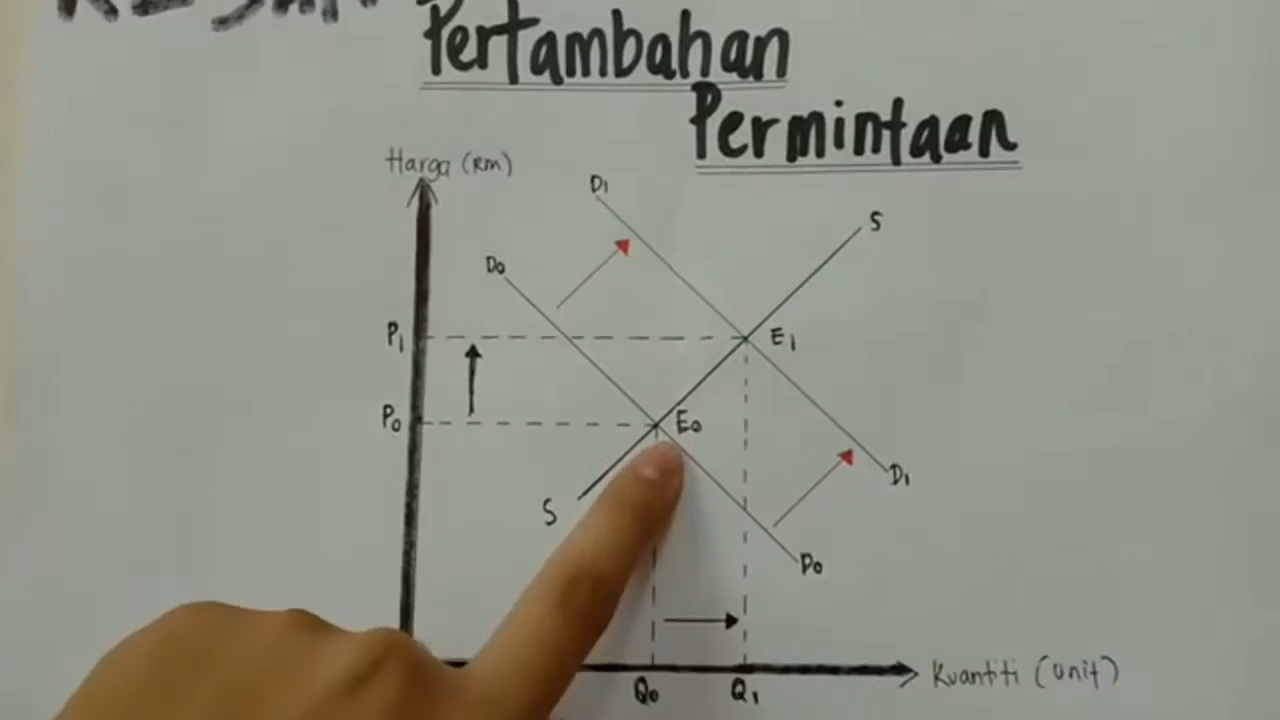 Pertambahan
Permintaan
Harga (RM)
D1
S
D0
P1
E1
P0
E0
D1
S
D0
Kuantiti (unit)
Q0
Q1